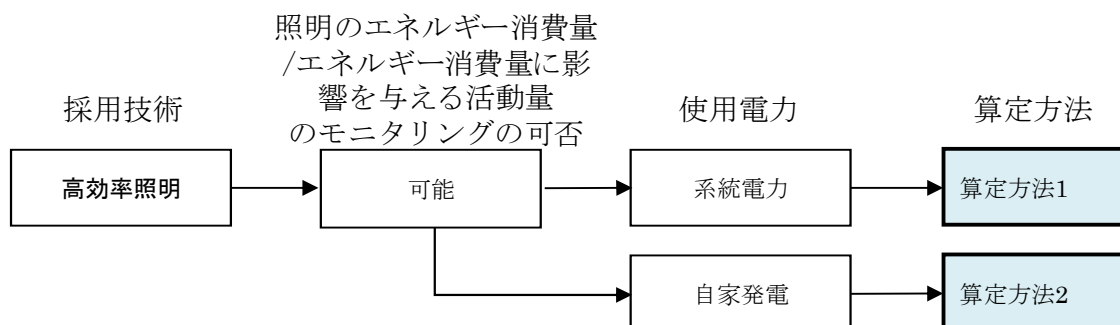 照明のエネルギー消費量
/エネルギー消費量に影
響を与える活動量
のモニタリングの可否
採用技術
使用電力
算定方法
高効率照明
可能
系統電力
算定方法1
自家発電
算定方法2